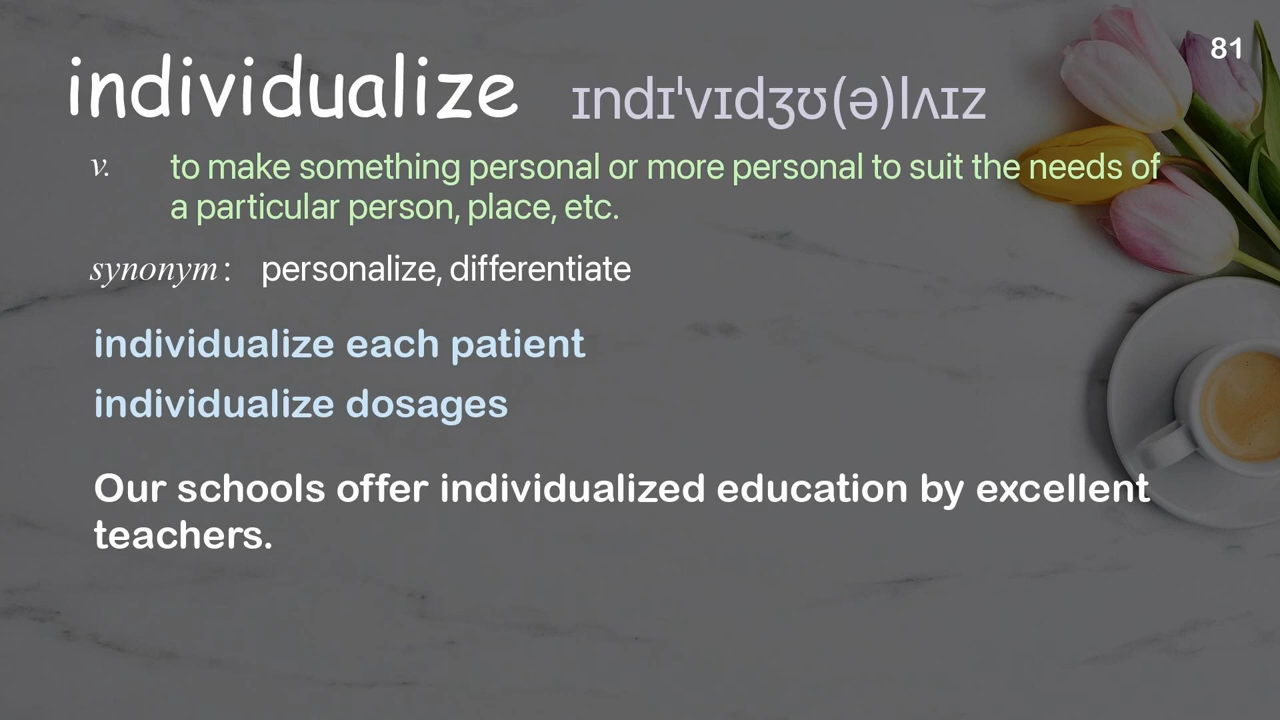 81
individualize ɪndɪˈvɪdʒʊ(ə)lʌɪz
v. to make something personal or more personal to suit the needs of
a particular person, place, etc.
synonym : personalize, differentiate
individualize each patient
individualize dosages
Our schools offer individualized education by excellent
teachers.